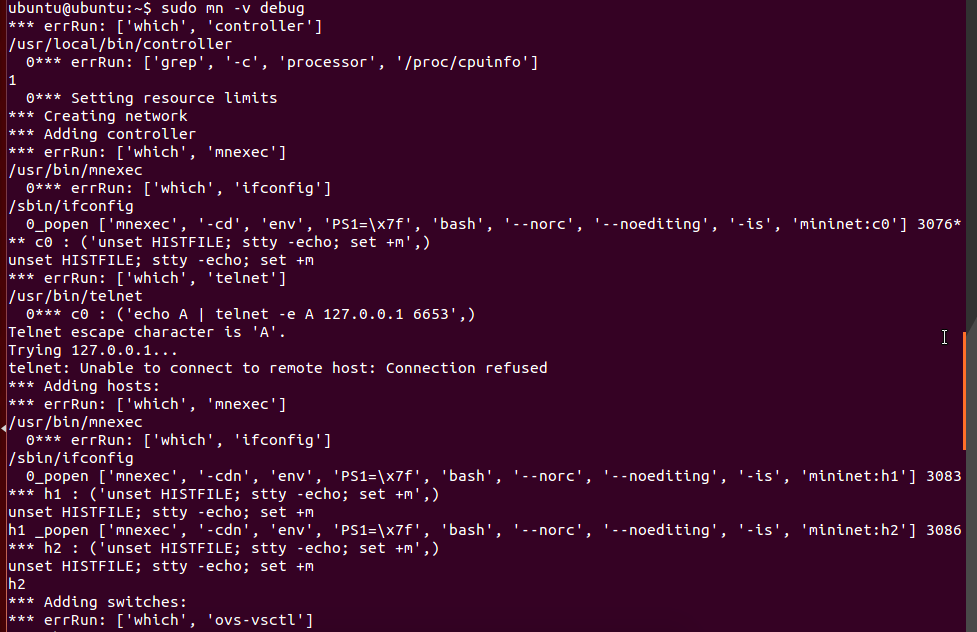 ubuntu@ubuntu:~$ sudo mn -v debug
*** errRun: ['which', 'controller']
/usr/local/bin/controller
  0*** errRun: ['grep', '-c', 'processor', '/proc/cpuinfo']
1
  0*** Setting resource limits
*** Creating network
*** Adding controller
*** errRun: ['which', 'mnexec']
/usr/bin/mnexec
  0*** errRun: ['which', 'ifconfig']
/sbin/ifconfig
  0_popen ['mnexec', '-cd', 'env', 'PS1=\x7f', 'bash', '--norc', '--noediting', '-is', 'mininet:c0'] 3076*
** c0 : ('unset HISTFILE; stty -echo; set +m',)
unset HISTFILE; stty -echo; set +m
*** errRun: ['which', 'telnet']
/usr/bin/telnet
  0*** c0 : ('echo A | telnet -e A 127.0.0.1 6653',)
Telnet escape character is 'A'.
Trying 127.0.0.1...
telnet: Unable to connect to remote host: Connection refused
*** Adding hosts:
*** errRun: ['which', 'mnexec']
/usr/bin/mnexec
  0*** errRun: ['which', 'ifconfig']
/sbin/ifconfig
  0_popen ['mnexec', '-cdn', 'env', 'PS1=\x7f', 'bash', '--norc', '--noediting', '-is', 'mininet:h1'] 3083
*** h1 : ('unset HISTFILE; stty -echo; set +m',)
unset HISTFILE; stty -echo; set +m
h1 _popen ['mnexec', '-cdn', 'env', 'PS1=\x7f', 'bash', '--norc', '--noediting', '-is', 'mininet:h2'] 3086
*** h2 : ('unset HISTFILE; stty -echo; set +m',)
unset HISTFILE; stty -echo; set +m
h2
*** Adding switches:
*** errRun: ['which', 'ovs-vsctl']